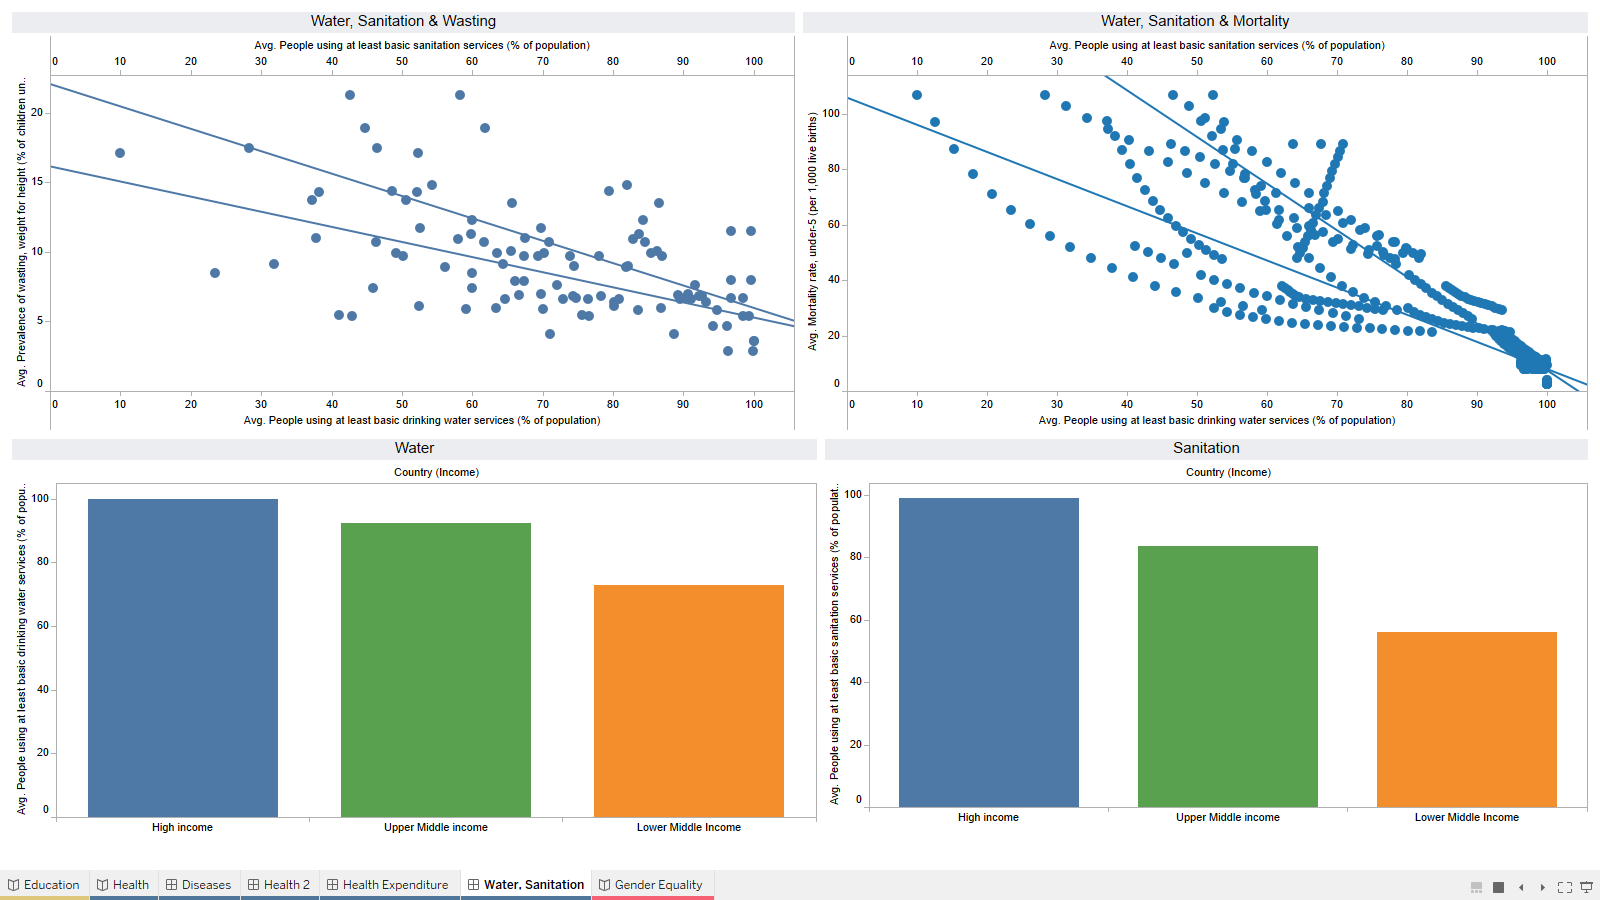 Water, Sanitation & Wasting
Avg. People using at least basic sanitation services (% of population)
0 10 20 30 40 50 60 70 80 90 100
Avg. Prevalence of wasting, weight for height (% of children un..
20
15
10
5
0
0 10 20 30 40 50 60 70 80 90 100
Avg. People using at least basic drinking water services (% of population)
Water, Sanitation & Mortality
Avg. People using at least basic sanitation services (% of population)
0 10 20 30 40 50 60 70 80 90 100
Avg. Mortality rate, under-5 (per 1,000 live births)
100
80
60
40
20
0
0 10 20 30 40 50 60 70 80 90 100
Avg. People using at least basic drinking water services (% of population)
Water
Country (Income)
Avg. People using at least basic drinking water services (% of popu..
100
80
60
40
20
0
High income Upper Middle income Lower Middle Income
Sanitation
Country (Income)
Avg. People using at least basic sanitation services (% of populat..
100
80
60
40
20
0
High income Upper Middle income Lower Middle Income
Education Health Diseases Health 2 Health Expenditure Water, Sanitation Gender Equality